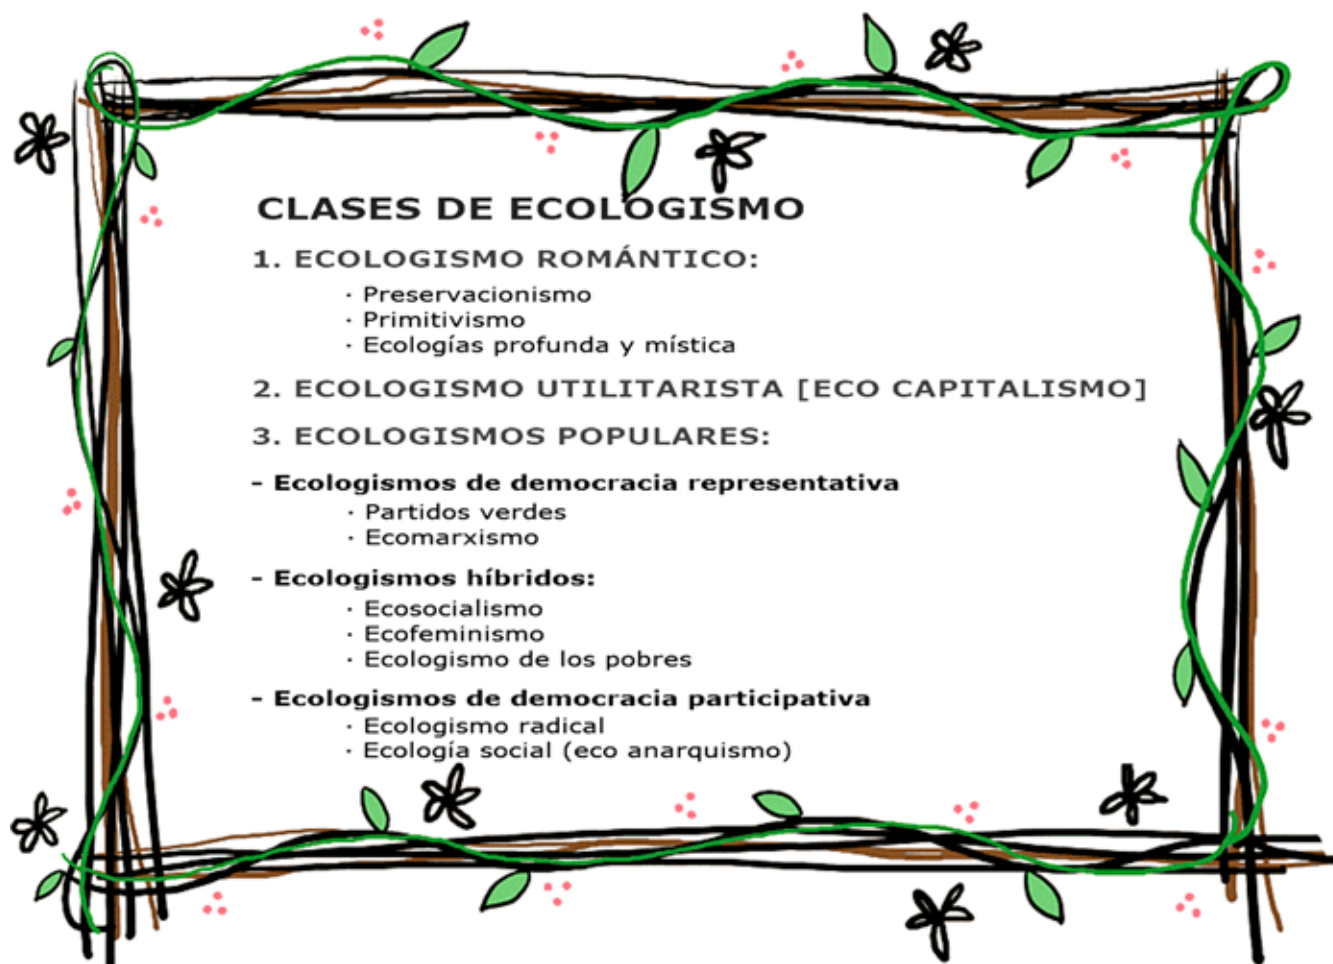 CLASES DE ECOLOGISMO
1. ECOLOGISMO ROMÁNTICO:
· Preservacionismo
· Primitivismo
· Ecologías profunda y mística
2. ECOLOGISMO UTILITARISTA [ECO CAPITALISMO]
3. ECOLOGISMOS POPULARES:
- Ecologismos de democracia representativa
· Partidos verdes
· Ecomarxismo
- Ecologismos híbridos:
· Ecosocialismo
· Ecofeminismo
· Ecologismo de los pobres
- Ecologismos de democracia participativa
· Ecologismo radical
· Ecología social (eco anarquismo)